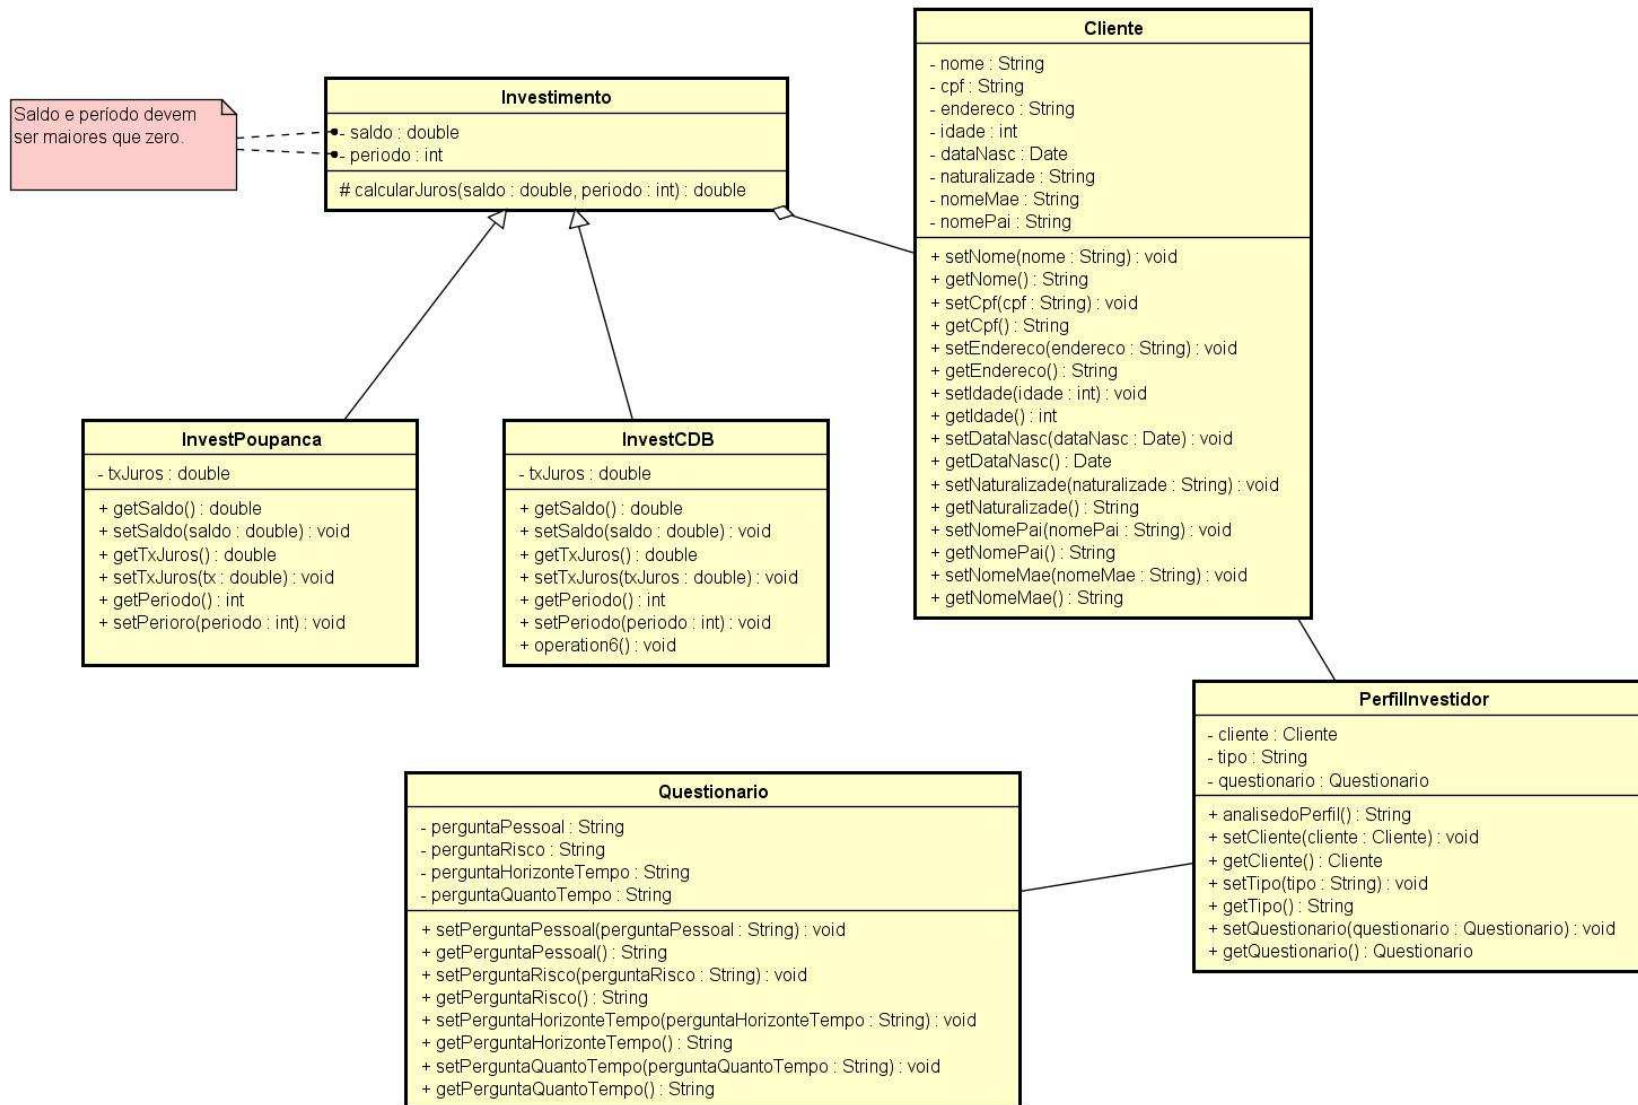 Saldo e período devem
ser maiores que zero.
Investimento
- saldo : double
- periodo : int
# calcularJuros(saldo : double, periodo : int) : double
Cliente
- nome : String
- cpf : String
- endereco : String
- idade : int
- dataNasc : Date
- naturalizade : String
- nomeMae : String
- nomePai : String
+ setNome(nome : String) : void
+ getNome() : String
+ setCpf(cpf : String) : void
+ getCpf() : String
+ setEndereco(endereco : String) : void
+ getEndereco() : String
+ setIdade(idade : int) : void
+ getIdade() : int
+ setDataNasc(dataNasc : Date) : void
+ getDataNasc() : Date
+ setNaturalizade(naturalizade : String) : void
+ getNaturalizade() : String
+ setNomePai(nomePai : String) : void
+ getNomePai() : String
+ setNomeMae(nomeMae : String) : void
+ getNomeMae() : String
InvestPoupanca
- txJuros : double
+ getSaldo() : double
+ setSaldo(saldo : double) : void
+ getTxJuros() : double
+ setTxJuros(tx : double) : void
+ getPeriodo() : int
+ setPerioro(periodo : int) : void
InvestCDB
- txJuros : double
+ getSaldo() : double
+ setSaldo(saldo : double) : void
+ getTxJuros() : double
+ setTxJuros(txJuros : double) : void
+ getPeriodo() : int
+ setPeriodo(periodo : int) : void
+ operation6() : void
PerfilInvestidor
- cliente : Cliente
- tipo : String
- questionario : Questionario
+ analisedoPerfil() : String
+ setCliente(cliente : Cliente) : void
+ getCliente() : Cliente
+ setTipo(tipo : String) : void
+ getTipo() : String
+ setQuestionario(questionario : Questionario) : void
+ getQuestionario() : Questionario
Questionario
- perguntaPessoal : String
- perguntaRisco : String
- perguntaHorizonteTempo : String
- perguntaQuantoTempo : String
+ setPerguntaPessoal(perguntaPessoal : String) : void
+ getPerguntaPessoal() : String
+ setPerguntaRisco(perguntaRisco : String) : void
+ getPerguntaRisco() : String
+ setPerguntaHorizonteTempo(perguntaHorizonteTempo : String) : void
+ getPerguntaHorizonteTempo() : String
+ setPerguntaQuantoTempo(perguntaQuantoTempo : String) : void
+ getPerguntaQuantoTempo() : String